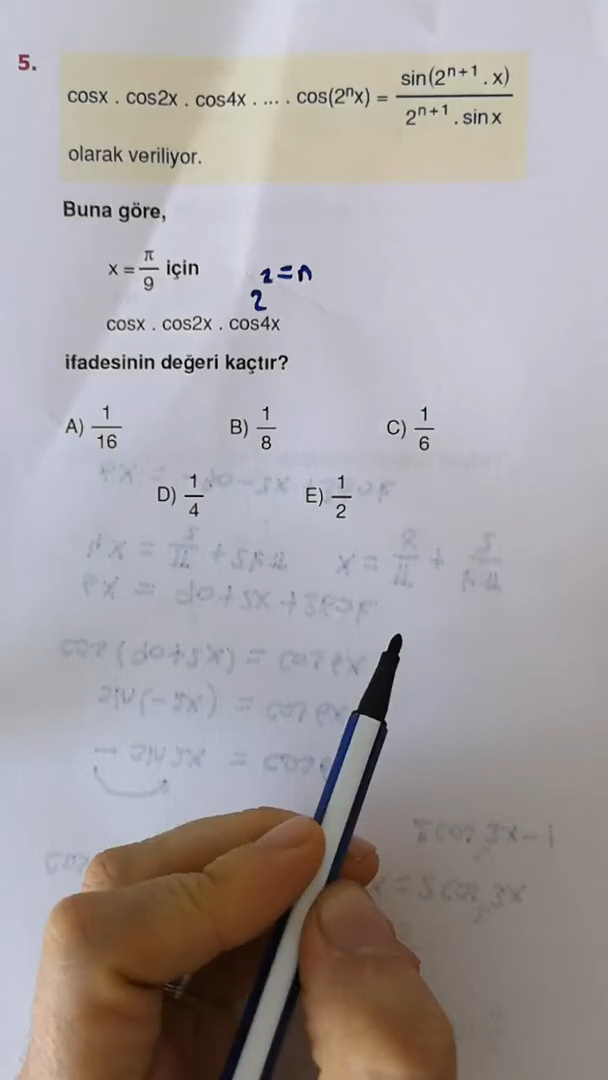 5.
cosx . cos2x . cos4x . ... . cos(2ⁿx) = sin(2ⁿ⁺¹ . x) / 2ⁿ⁺¹ . sinx
olarak veriliyor.
Buna göre,
x = π/9 için
2 = n
2
cosx . cos2x . cos4x
ifadesinin değeri kaçtır?
A) 1/16 B) 1/8 C) 1/6
D) 1/4 E) 1/2